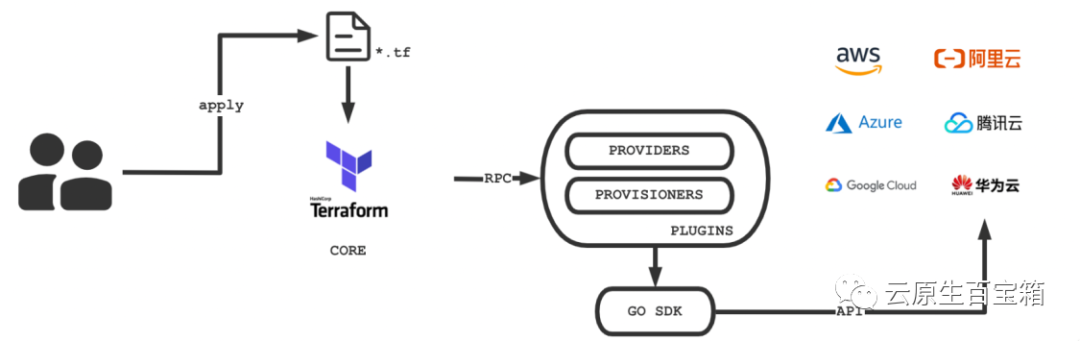 *.tf
apply
HashiCorp
Terraform
CORE
RPC
PROVIDERS
PROVISIONERS
PLUGINS
GO SDK
API
aws
阿里云
Azure
腾讯云
Google Cloud
HUAWEI
华为云
云原生百宝箱